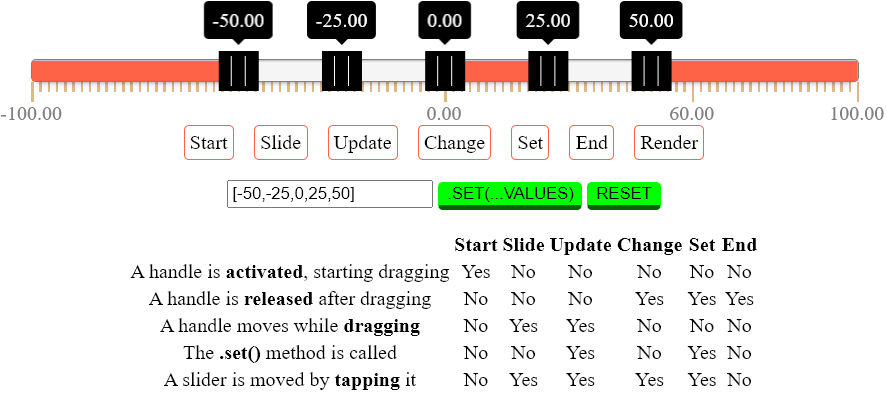 -50.00 -25.00 0.00 25.00 50.00
-100.00 0.00 60.00 100.00
Start Slide Update Change Set End Render
[-50,-25,0,25,50] .SET(...VALUES) RESET
Start Slide Update Change Set End
A handle is activated, starting dragging Yes No No No No No
A handle is released after dragging No No No Yes Yes Yes
A handle moves while dragging No Yes Yes No No No
The .set() method is called No No Yes No Yes No
A slider is moved by tapping it No Yes Yes Yes Yes No